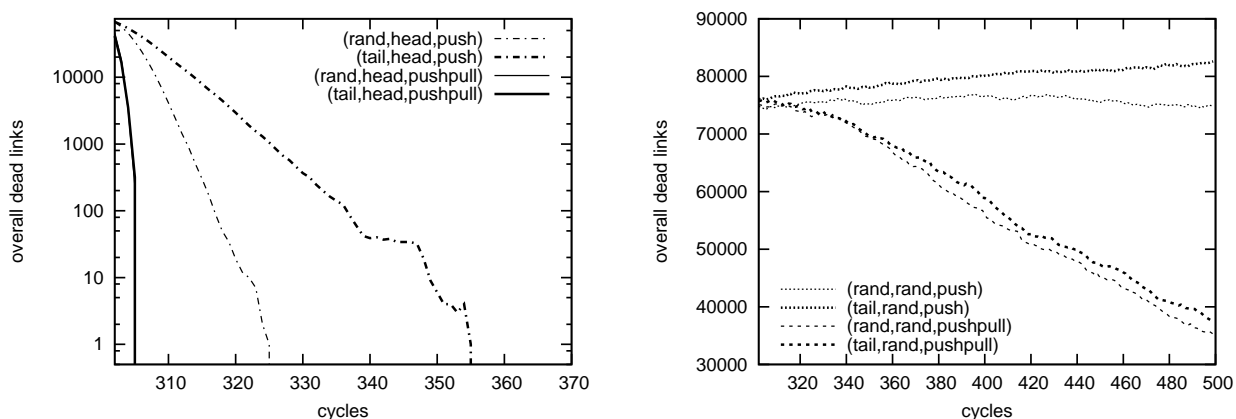 overall dead links
10000
1000
100
10
1
310 320 330 340 350 360 370
cycles
(rand,head,push)
(tail,head,push)
(rand,head,pushpull)
(tail,head,pushpull)
overall dead links
90000
80000
70000
60000
50000
40000
30000
320 340 360 380 400 420 440 460 480 500
cycles
(rand,rand,push)
(tail,rand,push)
(rand,rand,pushpull)
(tail,rand,pushpull)